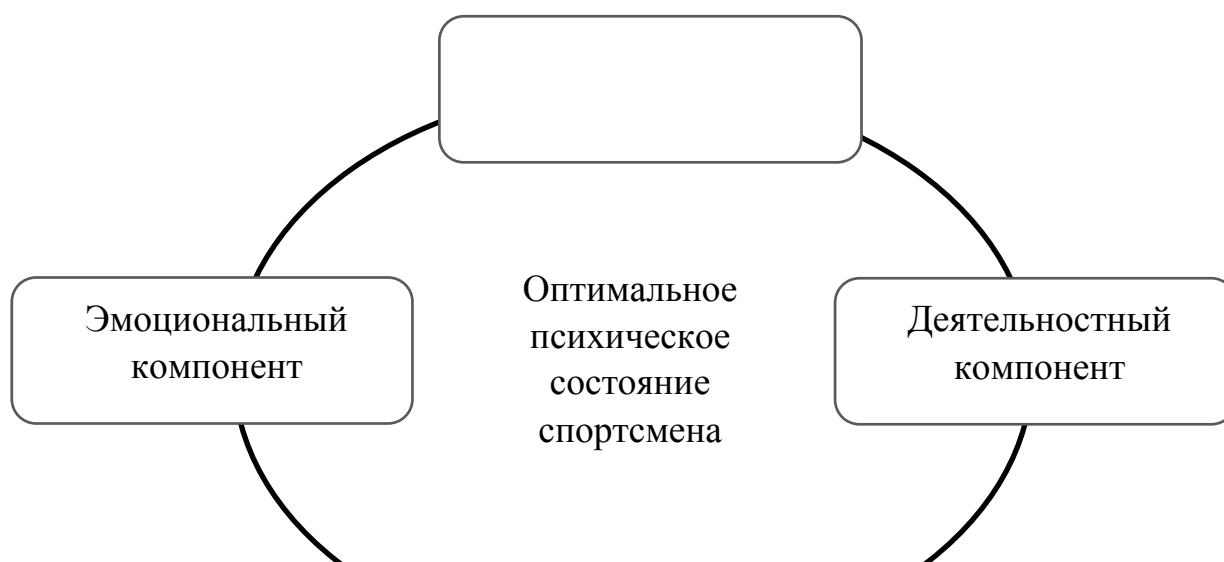 Эмоциональный
компонент
Оптимальное
психическое
состояние
спортсмена
Деятельностный
компонент